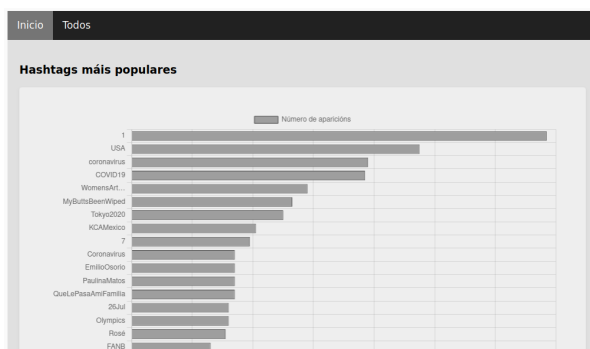 Inicio Todos
Hashtags máis populares
Número de aparicións
1
USA
coronavirus
COVID19
WomensArt…
MyButtsBeenWiped
Tokyo2020
KCAMexico
7
Coronavirus
EmilioOsorio
PaulinaMatos
QueLePasaAmiFamilia
26Jul
Olympics
Rosé
FANB